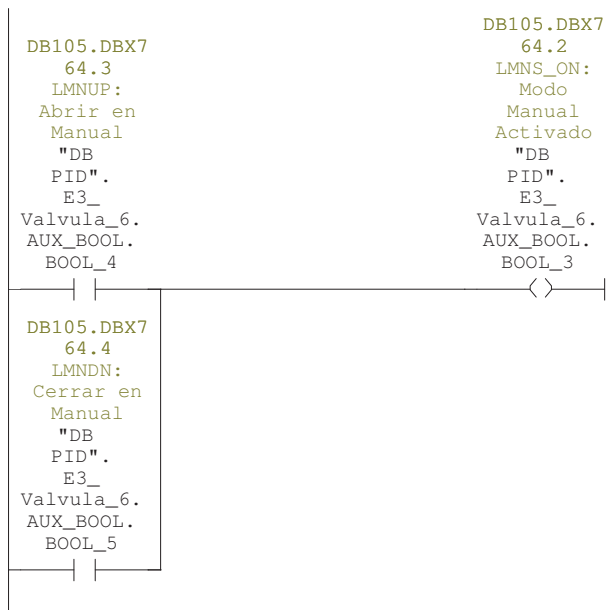 DB105.DBX7
64.3
LMNUP:
Abrir en
Manual
"DB
PID".
E3_
Valvula_6.
AUX_BOOL.
BOOL_4
DB105.DBX7
64.2
LMNS_ON:
Modo
Manual
Activado
"DB
PID".
E3_
Valvula_6.
AUX_BOOL.
BOOL_3
DB105.DBX7
64.4
LMNDN:
Cerrar en
Manual
"DB
PID".
E3_
Valvula_6.
AUX_BOOL.
BOOL_5